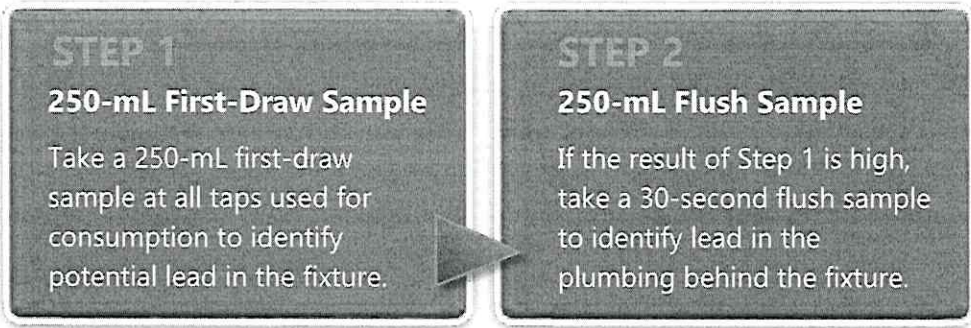 STEP 1
250-mL First-Draw Sample
Take a 250-mL first-draw
sample at all taps used for
consumption to identify
potential lead in the fixture.
STEP 2
250-mL Flush Sample
If the result of Step 1 is high,
take a 30-second flush sample
to identify lead in the
plumbing behind the fixture.